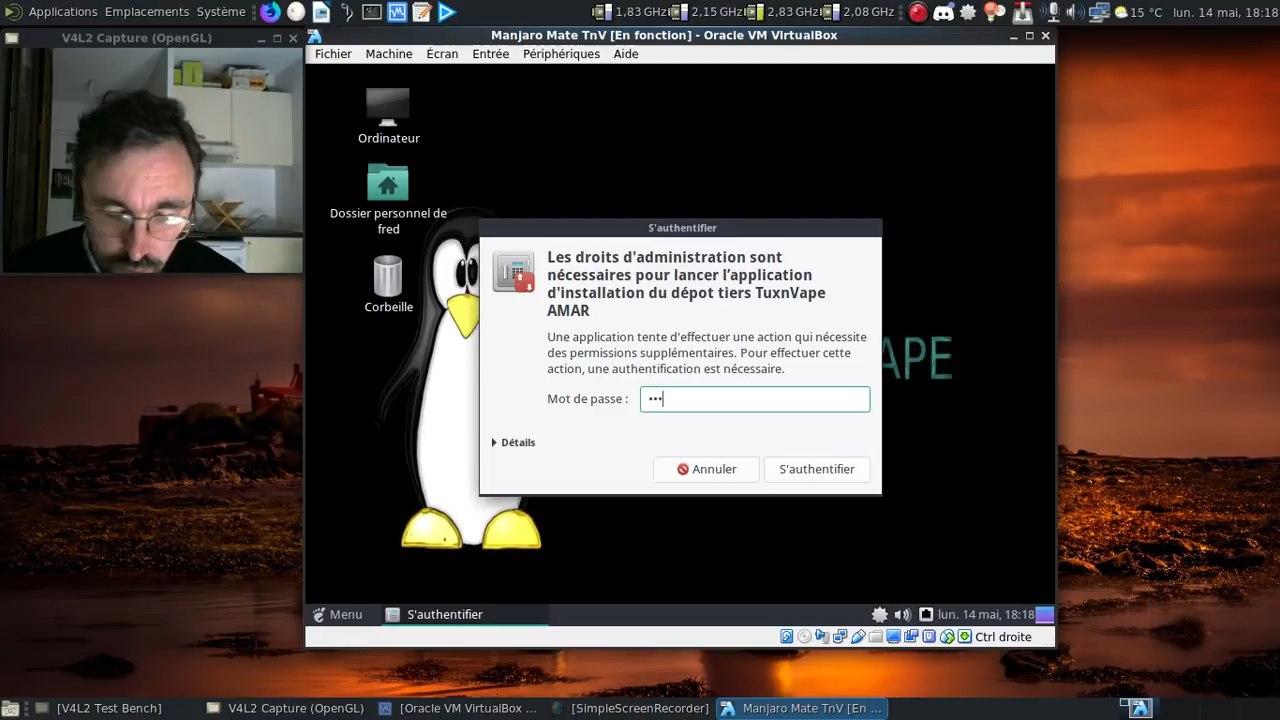 Applications Emplacements Système
1,83 GHz 2,15 GHz 2,83 GHz 2,08 GHz
15 °C lun. 14 mai, 18:18
V4L2 Capture (OpenGL)
Manjaro Mate TnV [En fonction] - Oracle VM VirtualBox
Fichier Machine Écran Entrée Périphériques Aide
Ordinateur
Dossier personnel de
fred
Corbeille
APE
S'authentifier
Les droits d'administration sont
nécessaires pour lancer l’application
d'installation du dépot tiers TuxnVape
AMAR
Une application tente d'effectuer une action qui nécessite
des permissions supplémentaires. Pour effectuer cette
action, une authentification est nécessaire.
Mot de passe : •••
Détails
Annuler S'authentifier
Menu S'authentifier lun. 14 mai, 18:18
Ctrl droite
[V4L2 Test Bench] V4L2 Capture (OpenGL) [Oracle VM VirtualBox ... [SimpleScreenRecorder] Manjaro Mate TnV [En ...